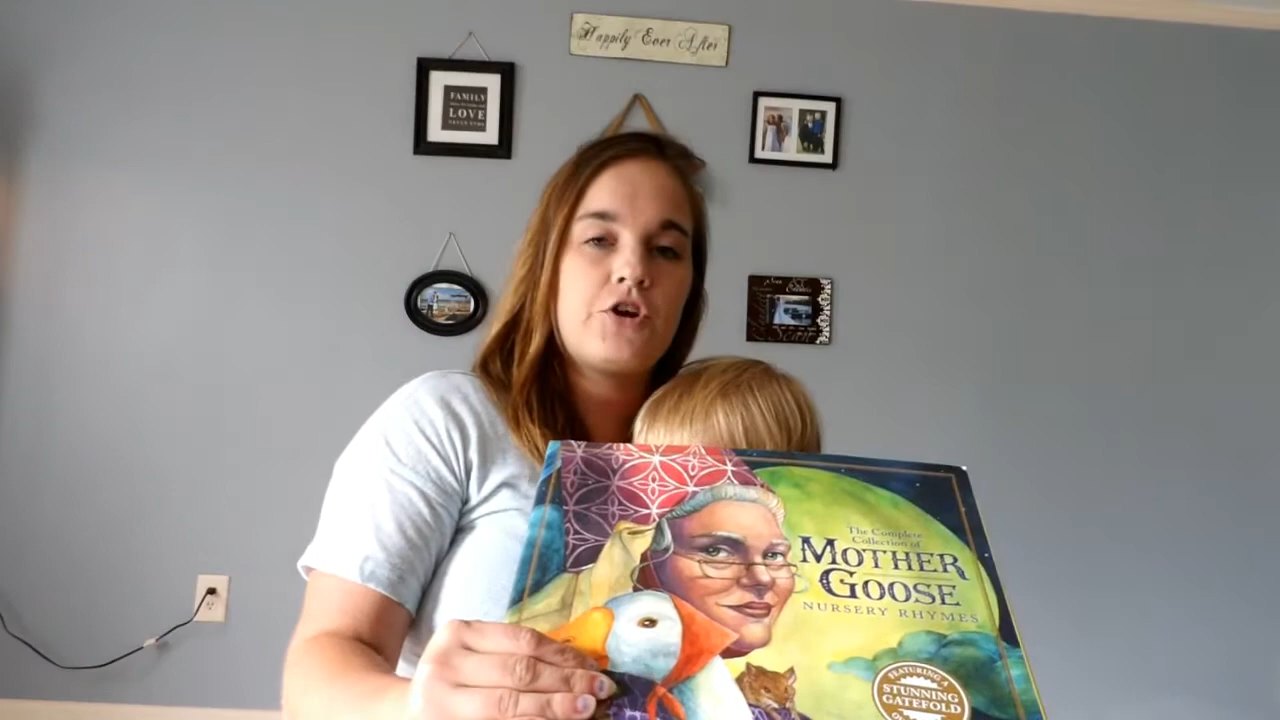 Happily Ever After
FAMILY
LOVE
The Complete
Collection of
MOTHER
GOOSE
NURSERY RHYMES
FEATURING A
STUNNING
GATEFOLD